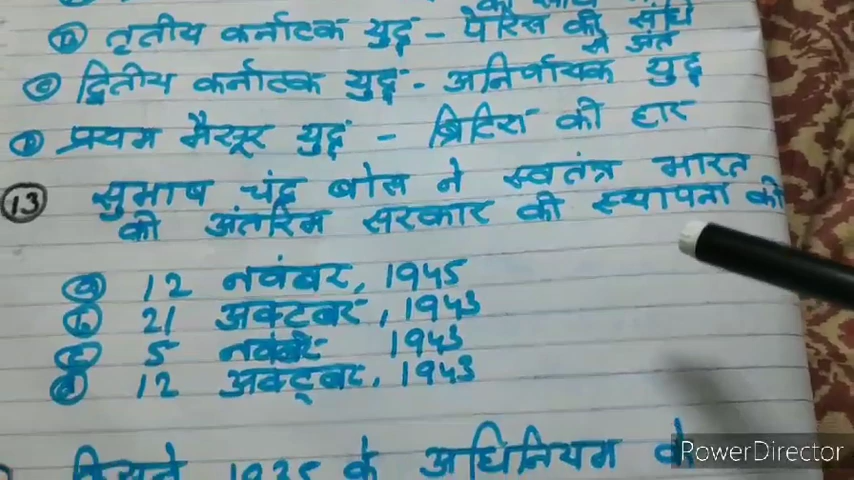 की
ⓑ तृतीय कर्नाटक युद्ध - पेरिस की संधि
से अंत
ⓒ द्वितीय कर्नाटक युद्ध - अनिर्णायक युद्ध
ⓓ प्रथम मैसूर युद्ध - ब्रिटिश की हार
13 सुभाष चंद्र बोस ने स्वतंत्र भारत
की अंतरिम सरकार की स्थापना की
ⓐ 12 नवंबर, 1945
ⓑ 21 अक्टूबर, 1943
ⓒ 5 नवंबर 1943
ⓓ 12 अक्टूबर, 1943
किसने 1935 के अधिनियम के
PowerDirector